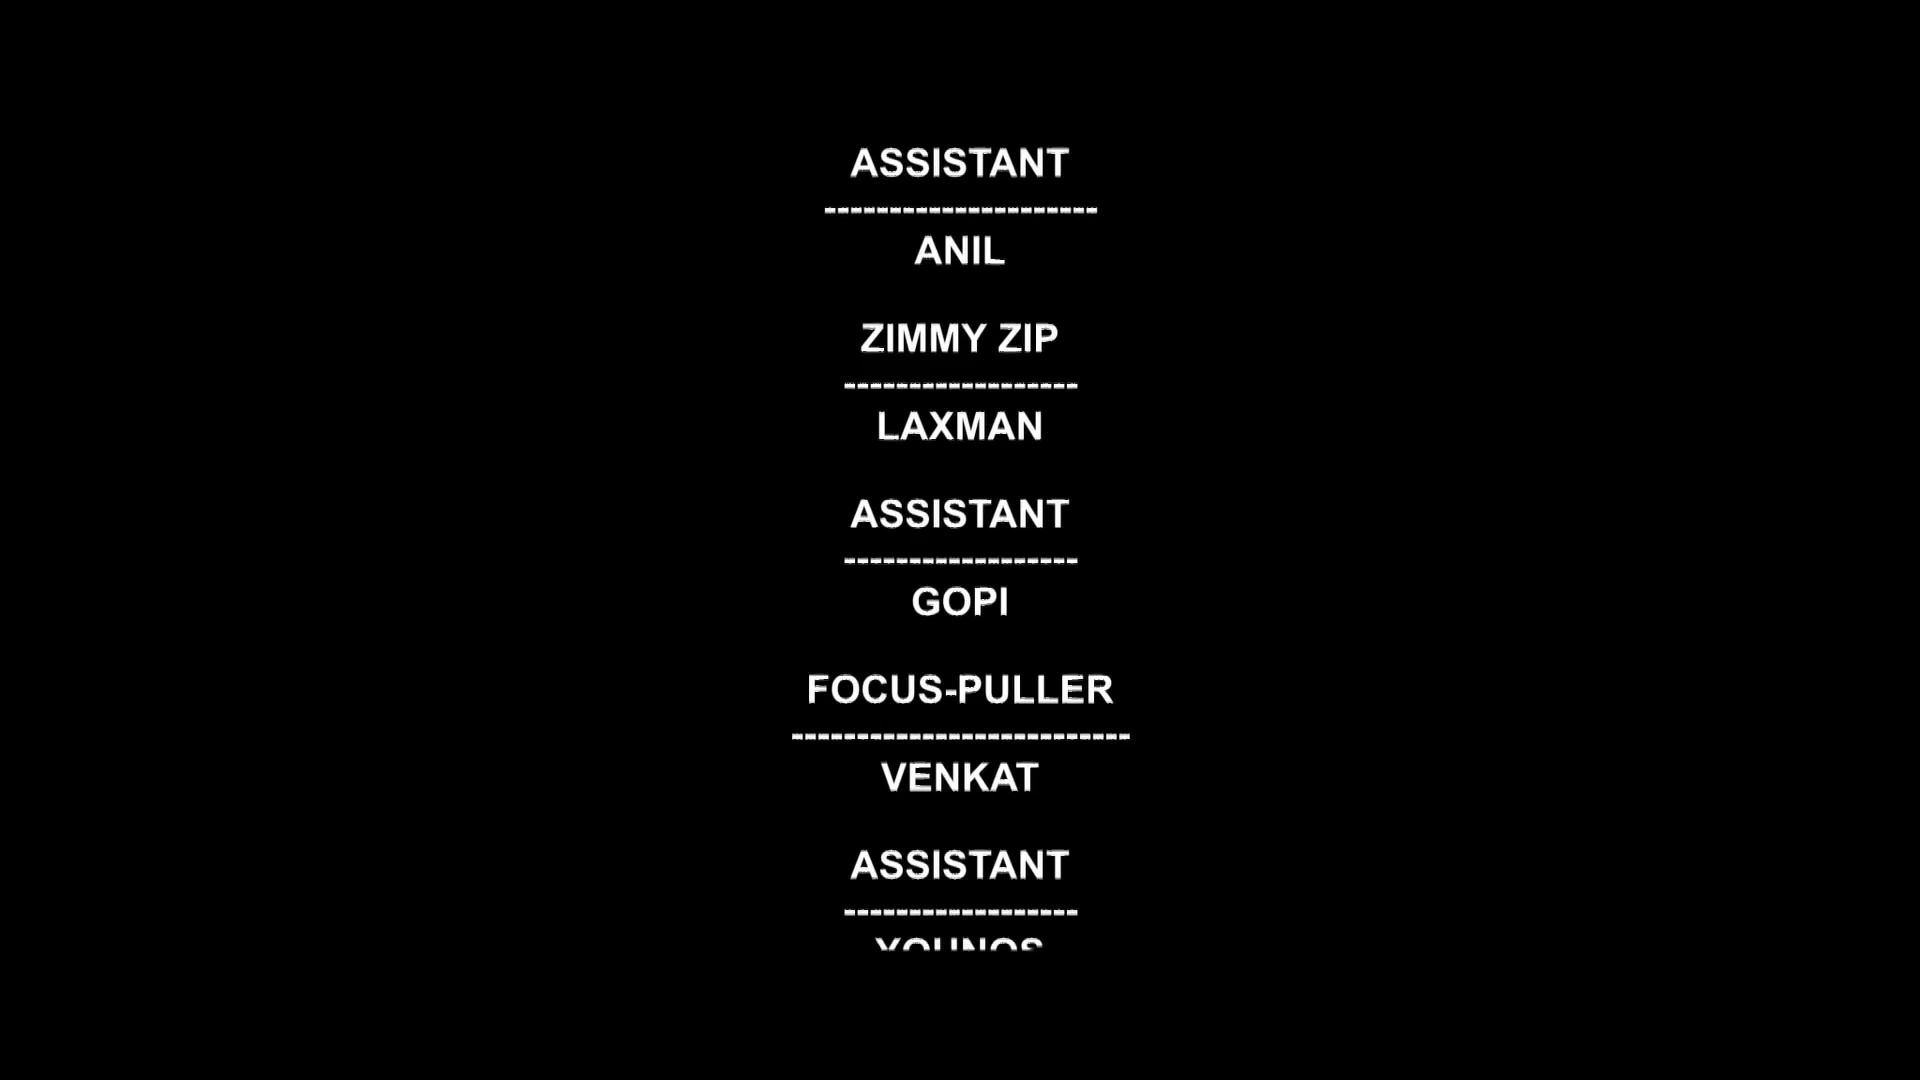 ASSISTANT
---------------------
ANIL
ZIMMY ZIP
------------------
LAXMAN
ASSISTANT
------------------
GOPI
FOCUS-PULLER
--------------------------
VENKAT
ASSISTANT
------------------